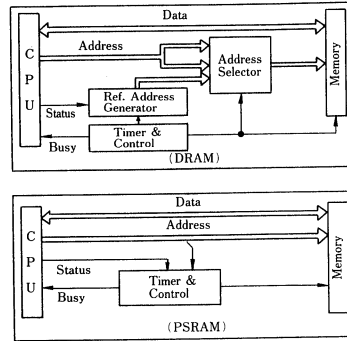 Data
C
P
U
Address
Address
Selector
Memory
Ref. Address
Generator
Status
Timer &
Control
Busy
(DRAM)
Data
C
P
U
Address
Memory
Status
Timer &
Control
Busy
(PSRAM)